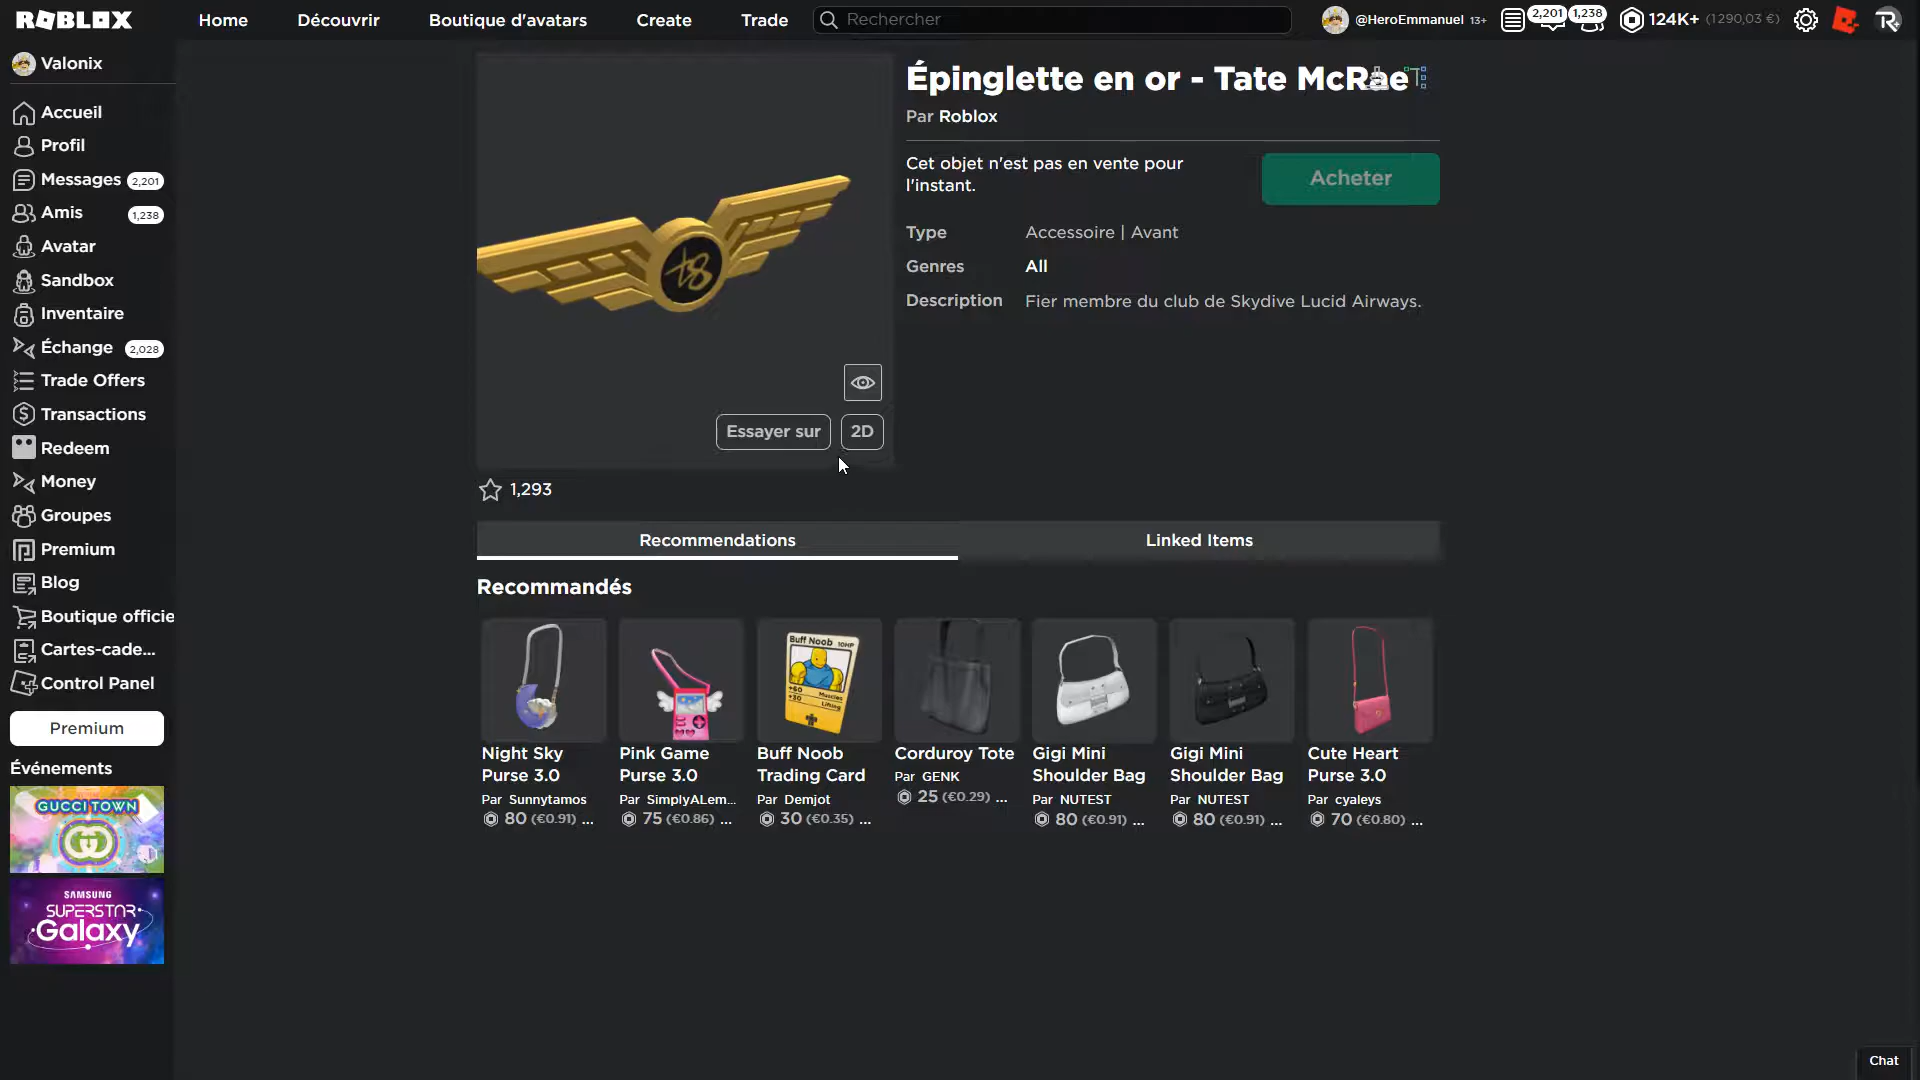 ROBLOX
Home
Découvrir
Boutique d'avatars
Create
Trade
Rechercher
@HeroEmmanuel 13+
2,201
1,238
124K+ (1 290,03 €)
Valonix
Accueil
Profil
Messages 2,201
Amis 1,238
Avatar
Sandbox
Inventaire
Échange 2,028
Trade Offers
Transactions
Redeem
Money
Groupes
Premium
Blog
Boutique officie
Cartes-cade...
Control Panel
Premium
Événements
GUCCI TOWN
SAMSUNG
SUPERSTAR
Galaxy
Essayer sur
2D
1,293
Épinglette en or - Tate McRae
Par Roblox
Cet objet n'est pas en vente pour
l'instant.
Acheter
Type Accessoire | Avant
Genres All
Description Fier membre du club de Skydive Lucid Airways.
Recommendations
Linked Items
Recommandés
Buff Noob 10HP
+60 Muscles
+30 Lifting
Night Sky
Purse 3.0
Par Sunnytamos
80 (€0.91) ...
Pink Game
Purse 3.0
Par SimplyALem...
75 (€0.86) ...
Buff Noob
Trading Card
Par Demjot
30 (€0.35) ...
Corduroy Tote
Par GENK
25 (€0.29) ...
Gigi Mini
Shoulder Bag
Par NUTEST
80 (€0.91) ...
Gigi Mini
Shoulder Bag
Par NUTEST
80 (€0.91) ...
Cute Heart
Purse 3.0
Par cyaleys
70 (€0.80) ...
Chat